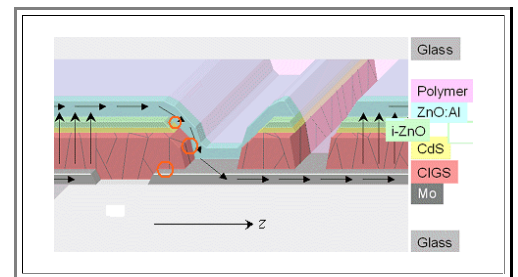 Glass
Polymer
ZnO:Al
i-ZnO
CdS
CIGS
Mo
z
Glass